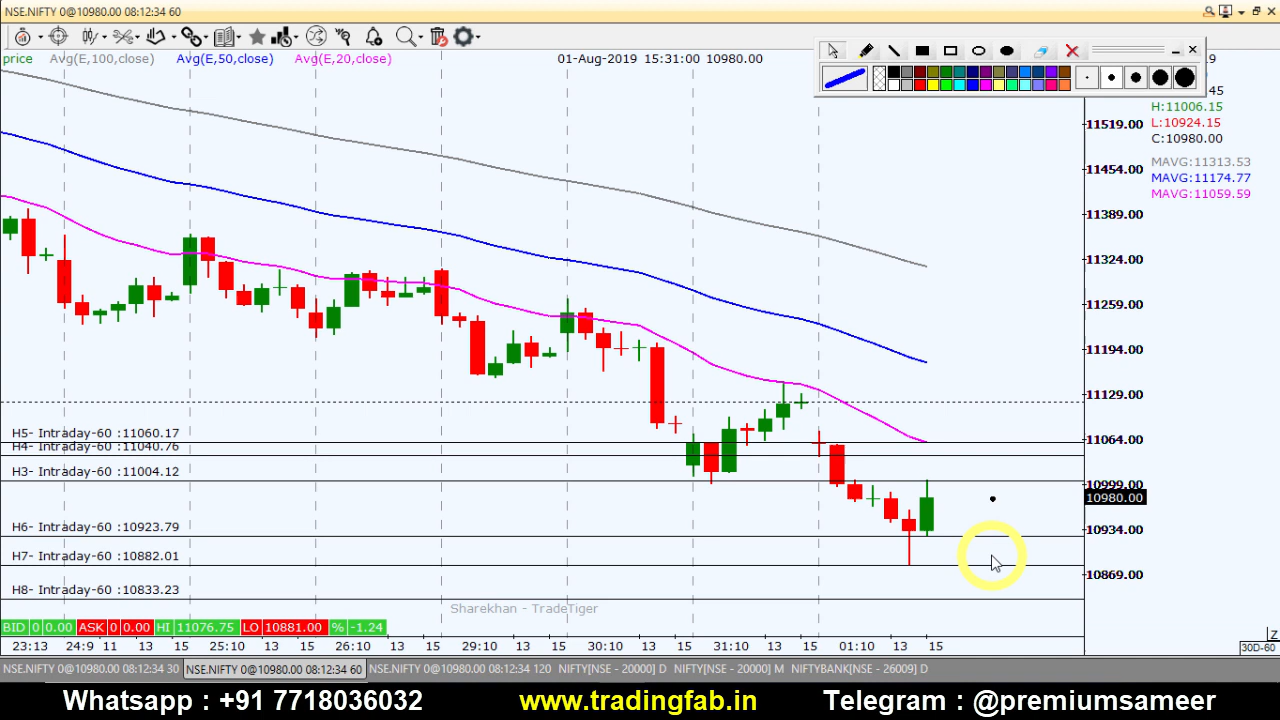 NSE.NIFTY 0@10980.00 08:12:34 60
price Avg(E,100,close) Avg(E,50,close) Avg(E,20,close) 01-Aug-2019 15:31:00 10980.00
H:11006.15
L:10924.15
C:10980.00
MAVG:11313.53
MAVG:11174.77
MAVG:11059.59
11519.00
11454.00
11389.00
11324.00
11259.00
11194.00
11129.00
11064.00
10999.00
10980.00
10934.00
10869.00
H5- Intraday-60 :11060.17
H4- Intraday-60 :11040.76
H3- Intraday-60 :11004.12
H6- Intraday-60 :10923.79
H7- Intraday-60 :10882.01
H8- Intraday-60 :10833.23
Sharekhan - TradeTiger
BID 0 0.00 ASK 0 0.00 HI 11076.75 LO 10881.00 % -1.24
23:13 15 24:9 11 13 15 25:10 13 15 26:10 13 15 29:10 13 15 30:10 13 15 31:10 13 15 01:10 13 15
Z
30D-60
NSE.NIFTY 0@10980.00 08:12:34 30 NSE.NIFTY 0@10980.00 08:12:34 60 NSE.NIFTY 0@10980.00 08:12:34 120 NIFTY[NSE - 20000] D NIFTY[NSE - 20000] M NIFTYBANK[NSE - 26009] D
Whatsapp : +91 7718036032 www.tradingfab.in Telegram : @premiumsameer